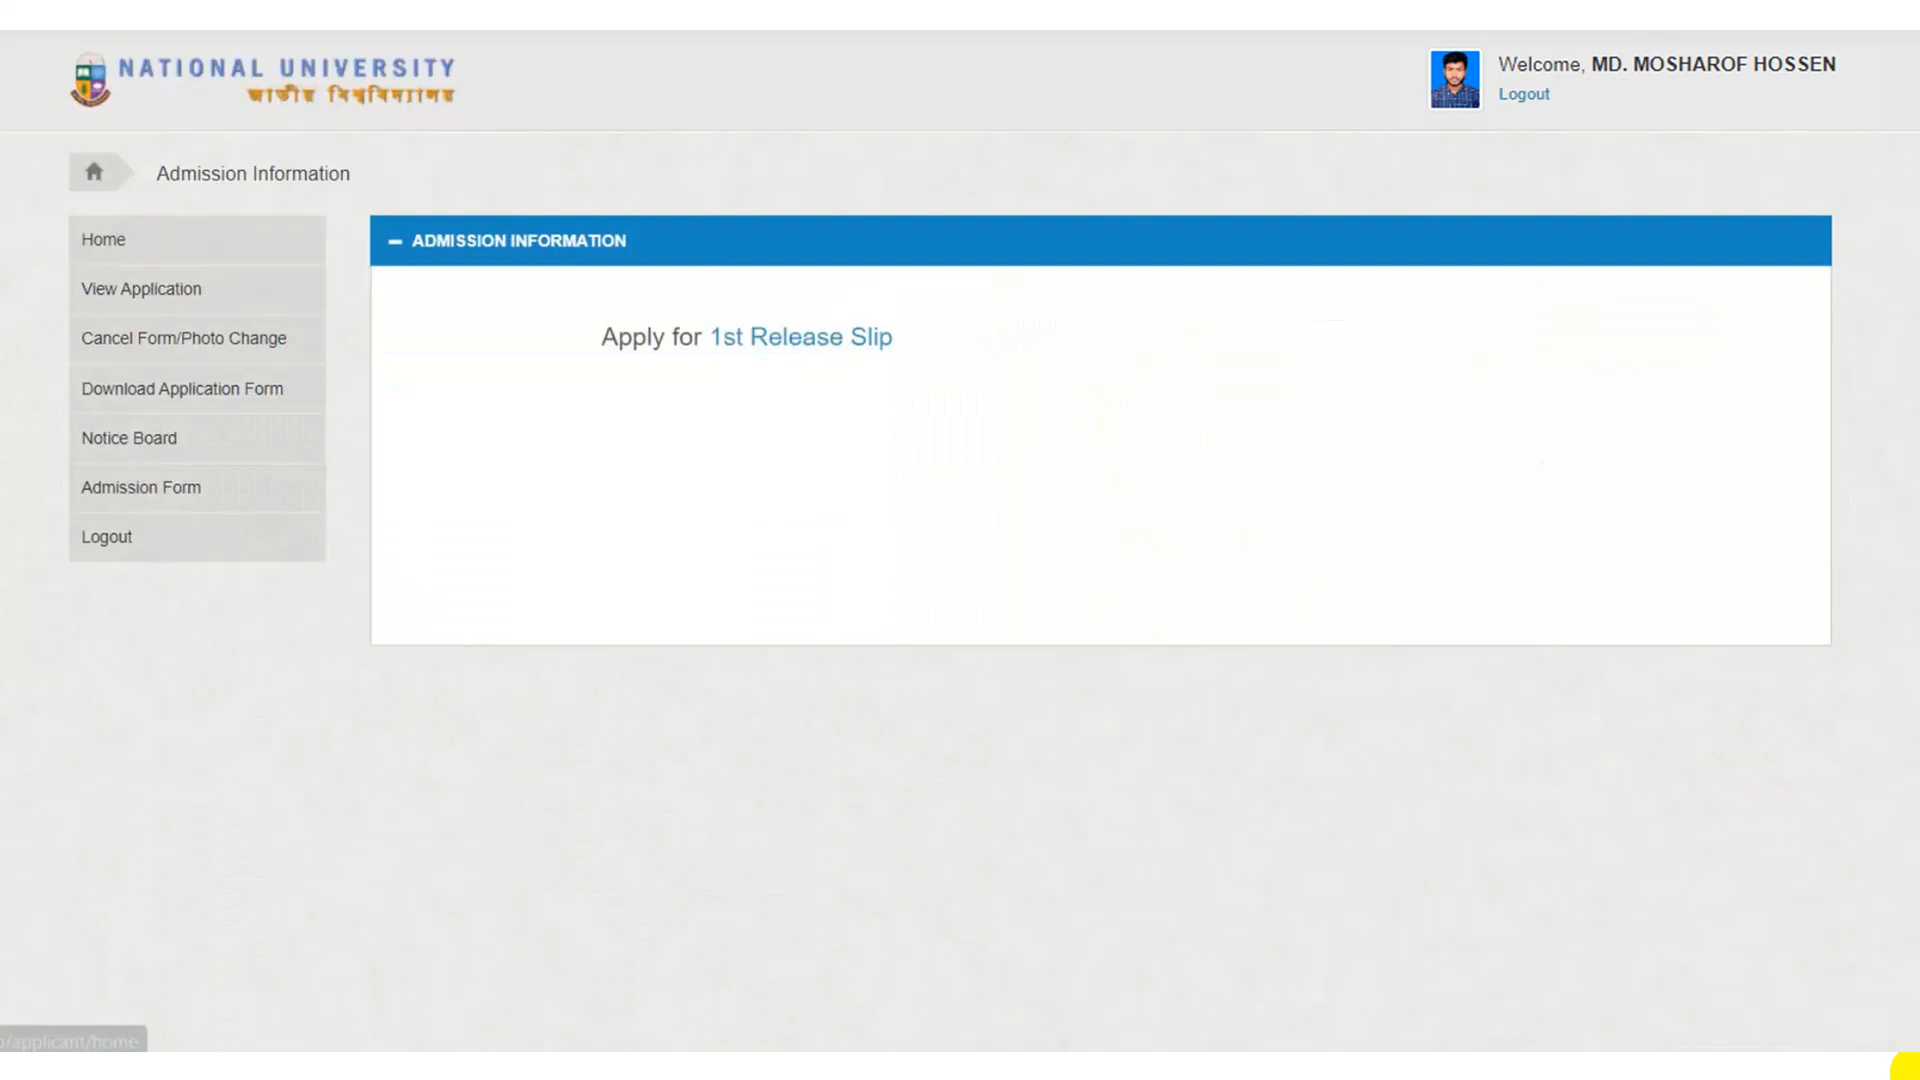 NATIONAL UNIVERSITY
জাতীয় বিশ্ববিদ্যালয়
Welcome, MD. MOSHAROF HOSSEN
Logout
Admission Information
Home
View Application
Cancel Form/Photo Change
Download Application Form
Notice Board
Admission Form
Logout
ADMISSION INFORMATION
Apply for 1st Release Slip
/applicant/home